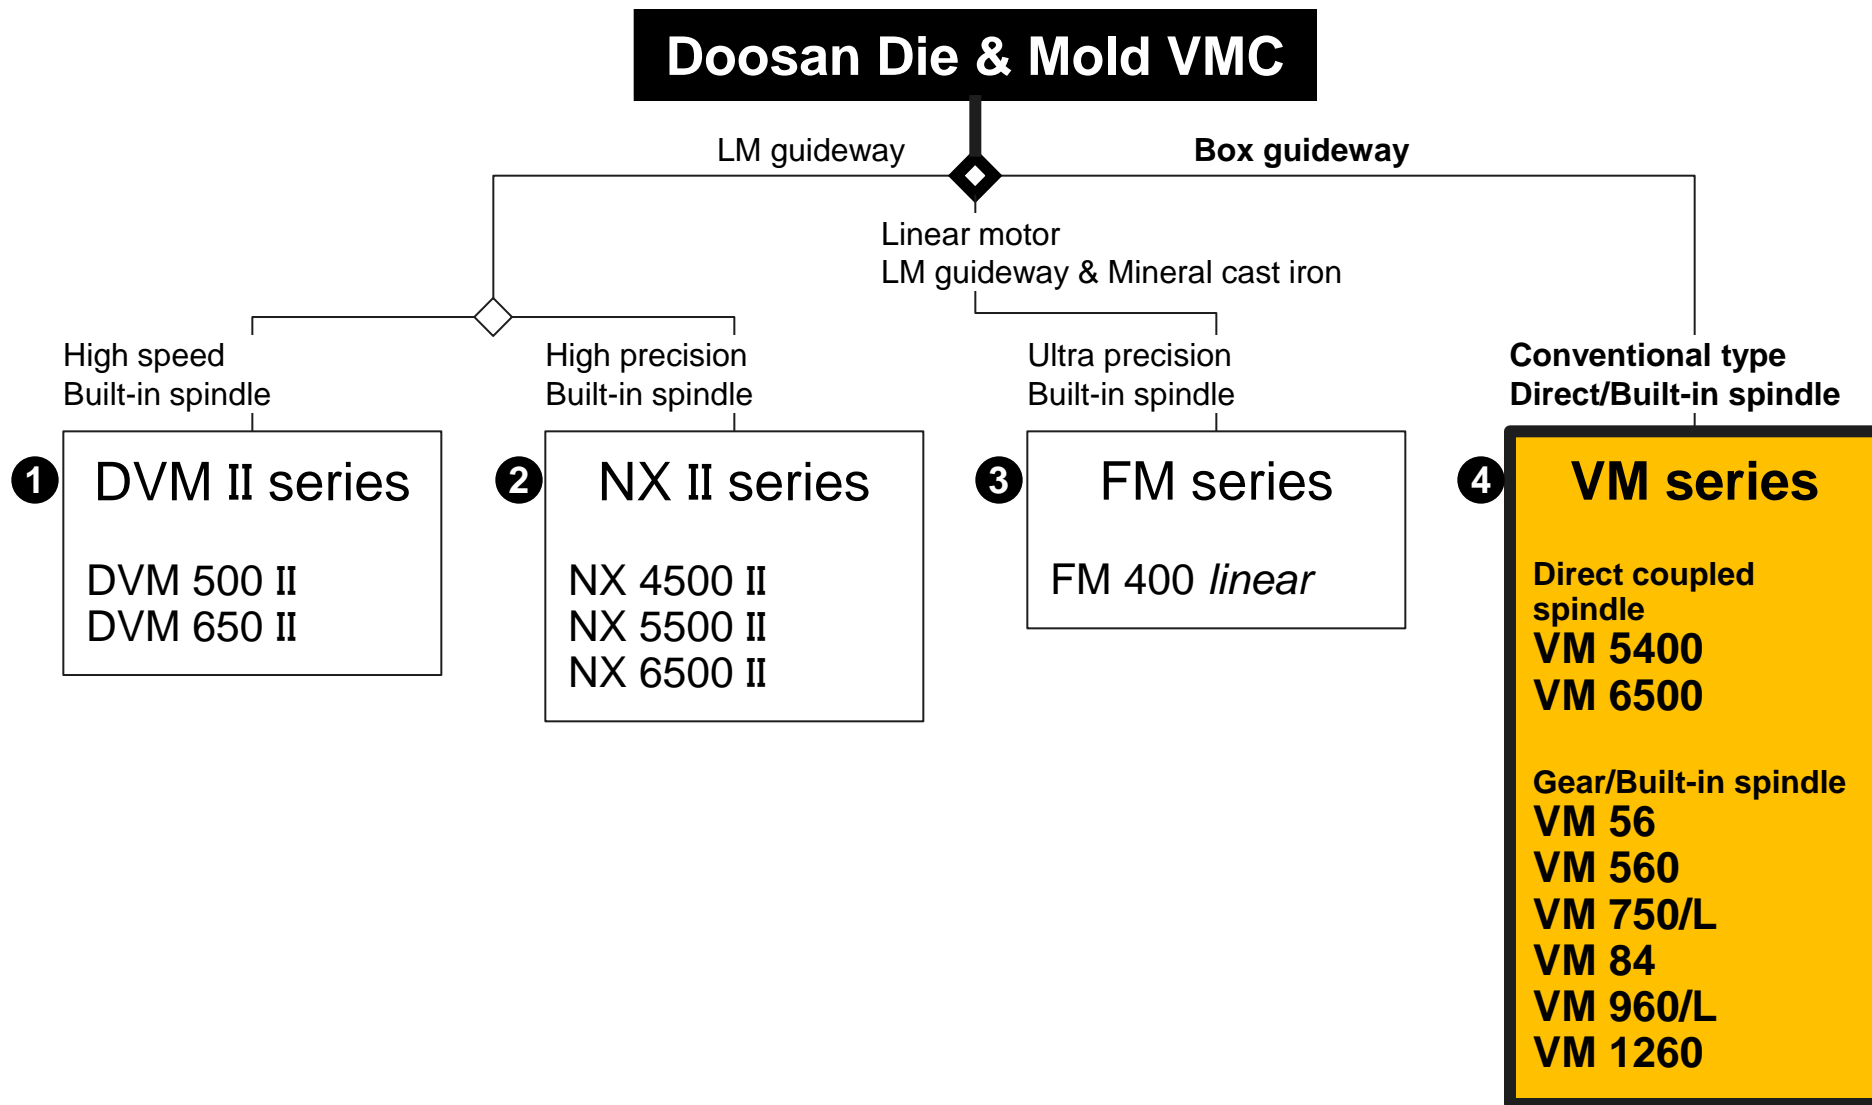 Doosan Die & Mold VMC
LM guideway
Box guideway
Linear motor
LM guideway & Mineral cast iron
High speed
Built-in spindle
High precision
Built-in spindle
Ultra precision
Built-in spindle
Conventional type
Direct/Built-in spindle
1
DVM II series
DVM 500 II
DVM 650 II
2
NX II series
NX 4500 II
NX 5500 II
NX 6500 II
3
FM series
FM 400 linear
4
VM series
Direct coupled
spindle
VM 5400
VM 6500
Gear/Built-in spindle
VM 56
VM 560
VM 750/L
VM 84
VM 960/L
VM 1260